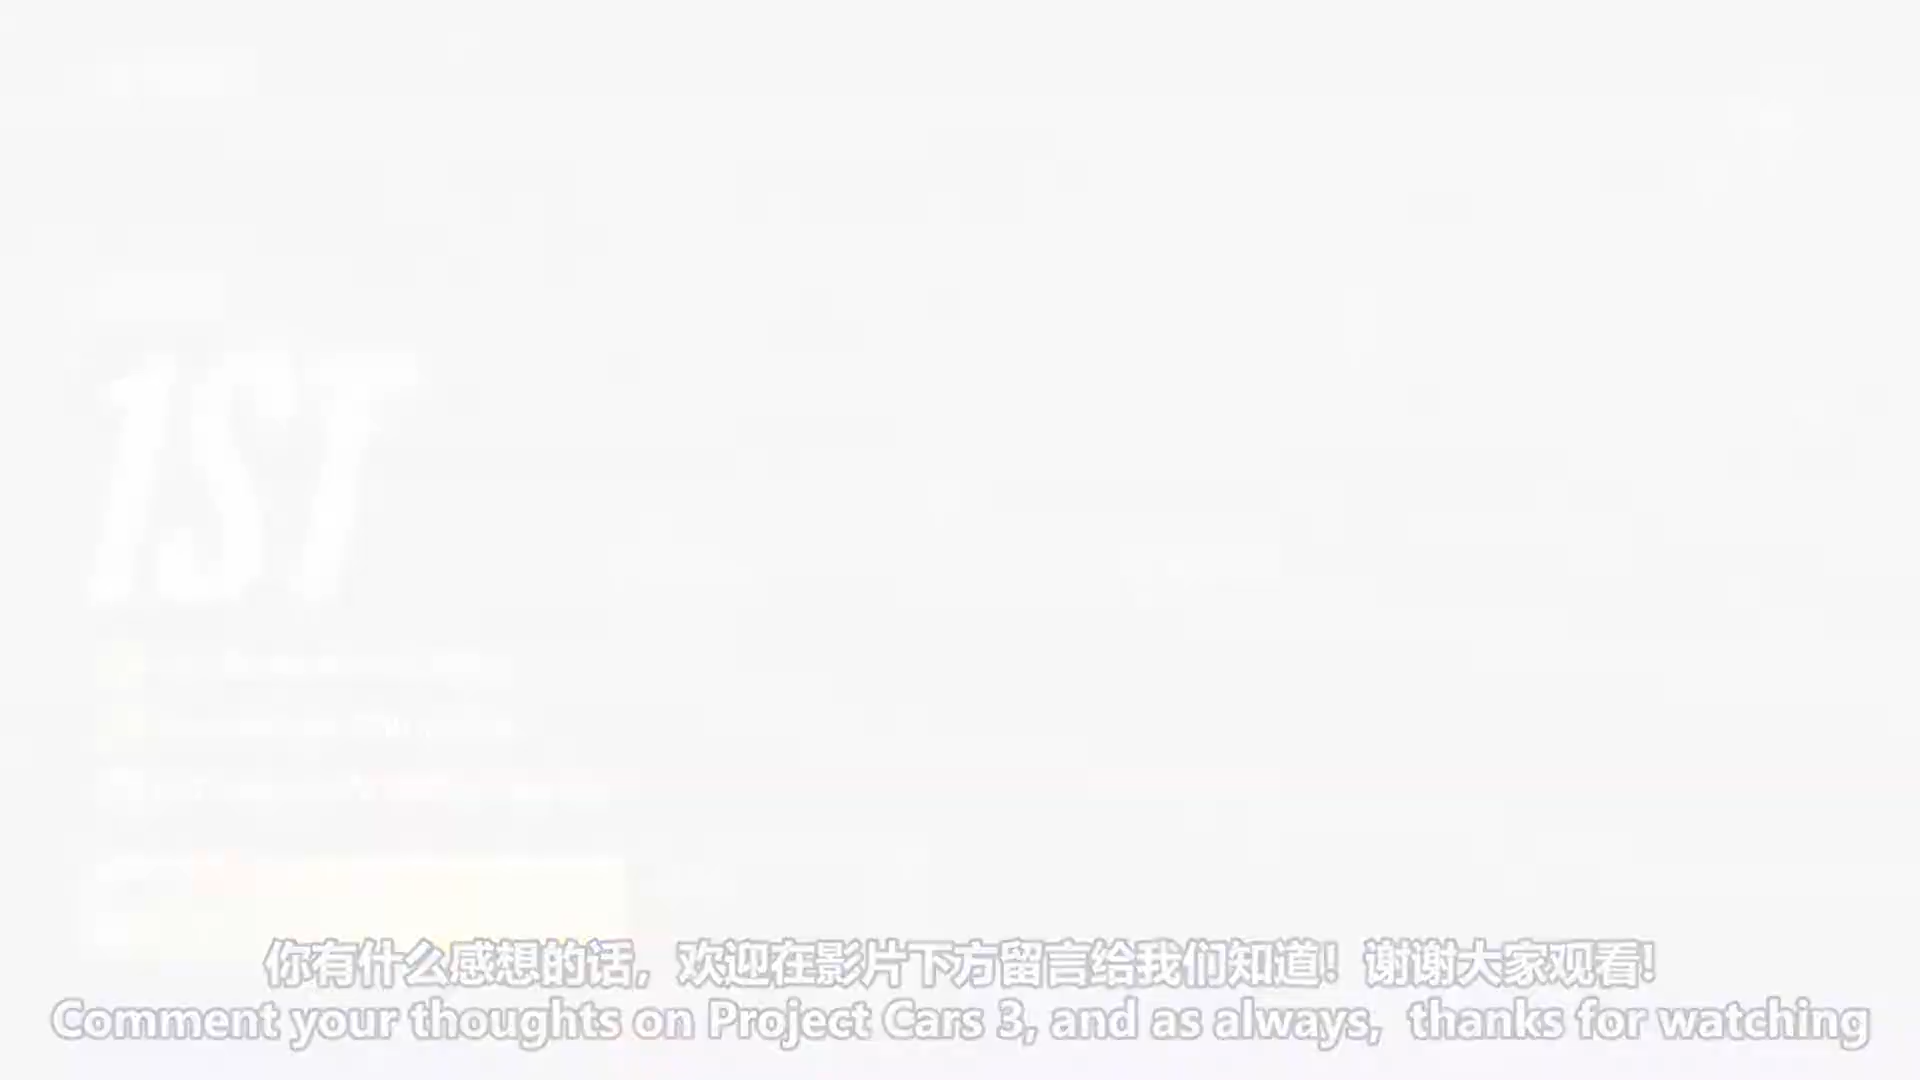 1ST
你有什么感想的话，欢迎在影片下方留言给我们知道！谢谢大家观看!
Comment your thoughts on Project Cars 3, and as always, thanks for watching